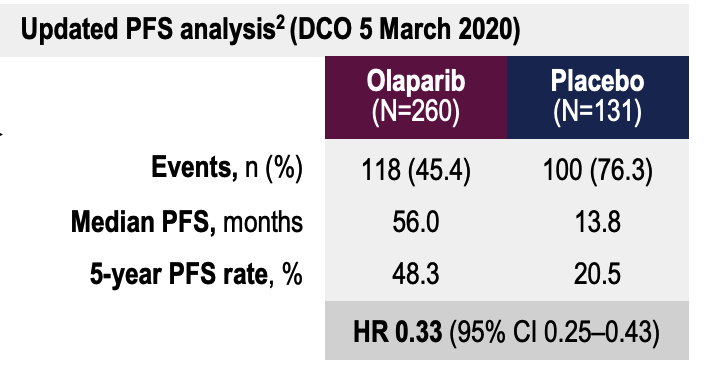 Updated PFS analysis² (DCO 5 March 2020)
Olaparib Placebo
(N=260) (N=131)
Events, n (%) 118 (45.4) 100 (76.3)
Median PFS, months 56.0 13.8
5-year PFS rate, % 48.3 20.5
HR 0.33 (95% CI 0.25–0.43)